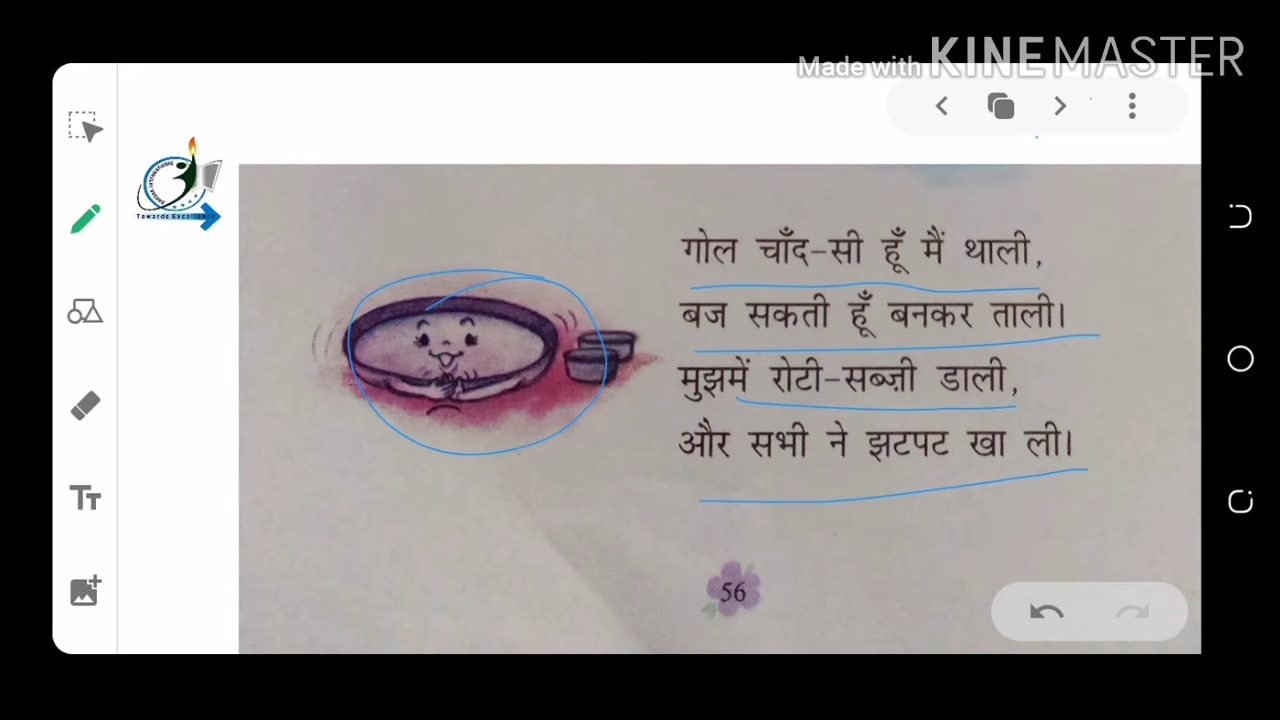 Made with KINEMASTER
Towards Excellence
गोल चाँद-सी हूँ मैं थाली,
बज सकती हूँ बनकर ताली।
मुझमें रोटी-सब्ज़ी डाली,
और सभी ने झटपट खा ली।
56